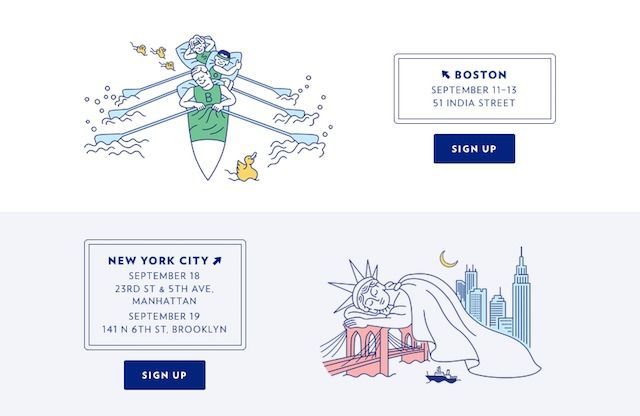 B
BOSTON
SEPTEMBER 11–13
51 INDIA STREET
SIGN UP
NEW YORK CITY
SEPTEMBER 18
23RD ST & 5TH AVE,
MANHATTAN
SEPTEMBER 19
141 N 6TH ST, BROOKLYN
SIGN UP